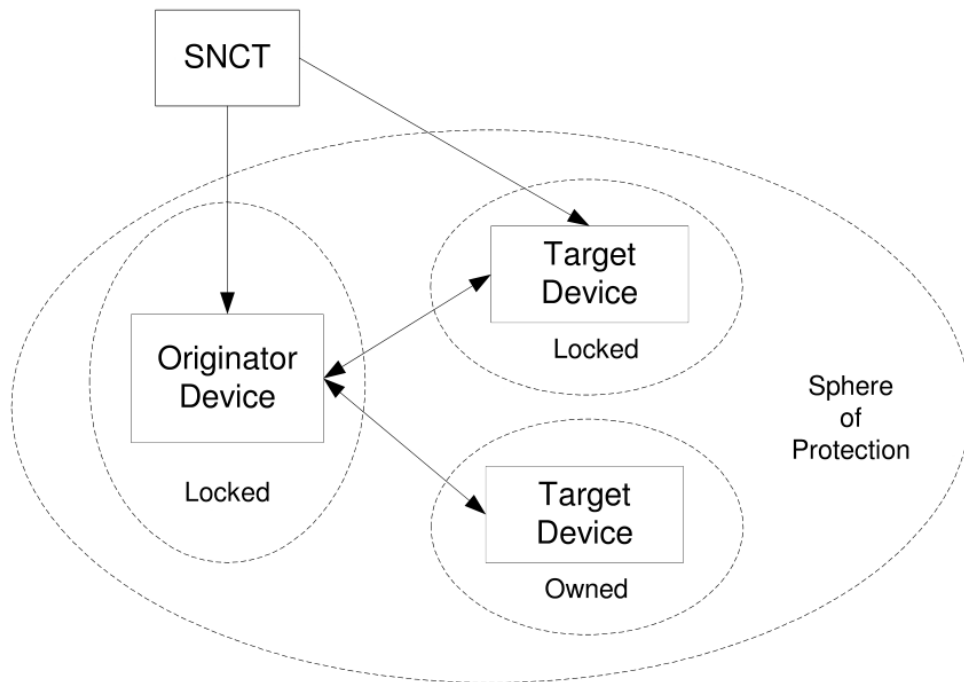 SNCT
Target
Device
Locked
Originator
Device
Locked
Sphere
of
Protection
Target
Device
Owned